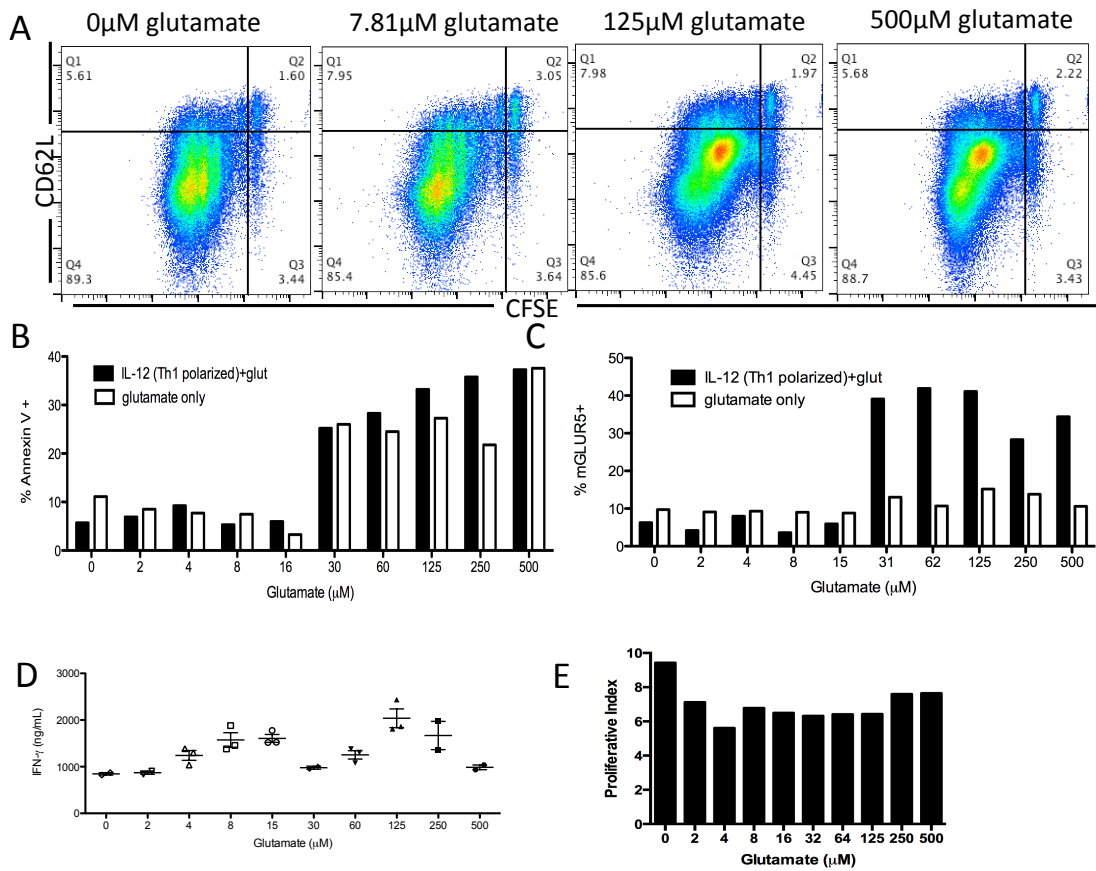 A
0µM glutamate
7.81µM glutamate
125µM glutamate
500µM glutamate
Q1
5.61
Q2
1.60
Q1
7.95
Q2
3.05
Q1
7.98
Q2
1.97
Q1
5.68
Q2
2.22
CD62L
Q4
89.3
Q3
3.44
Q4
85.4
Q3
3.64
Q4
85.6
Q3
4.45
Q4
88.7
Q3
3.43
CFSE
B
40
30
20
10
0
% Annexin V +
IL-12 (Th1 polarized)+glut
glutamate only
0 2 4 8 16 30 60 125 250 500
Glutamate (µM)
C
50
40
30
20
10
0
% mGLUR5+
IL-12 (Th1 polarized)+glut
glutamate only
0 2 4 8 15 31 62 125 250 500
Glutamate (µM)
D
3000
2000
1000
0
IFN-γ (ng/mL)
0 2 4 8 15 30 60 125 250 500
Glutamate (µM)
E
10
8
6
4
2
0
Proliferative Index
0 2 4 8 16 32 64 125 250 500
Glutamate (µM)